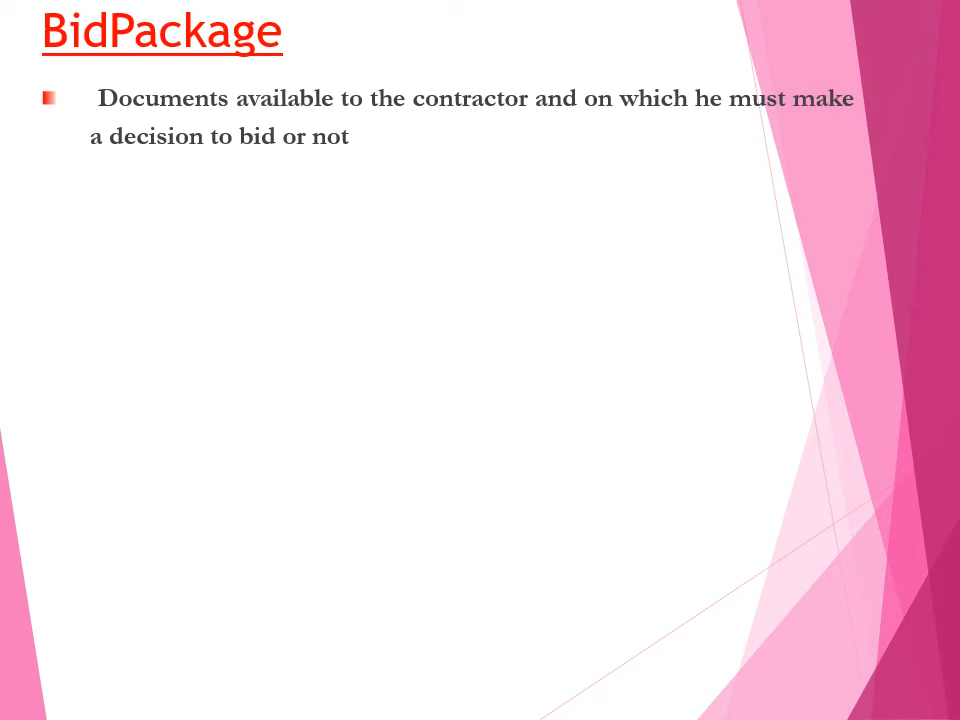 BidPackage
Documents available to the contractor and on which he must make
a decision to bid or not